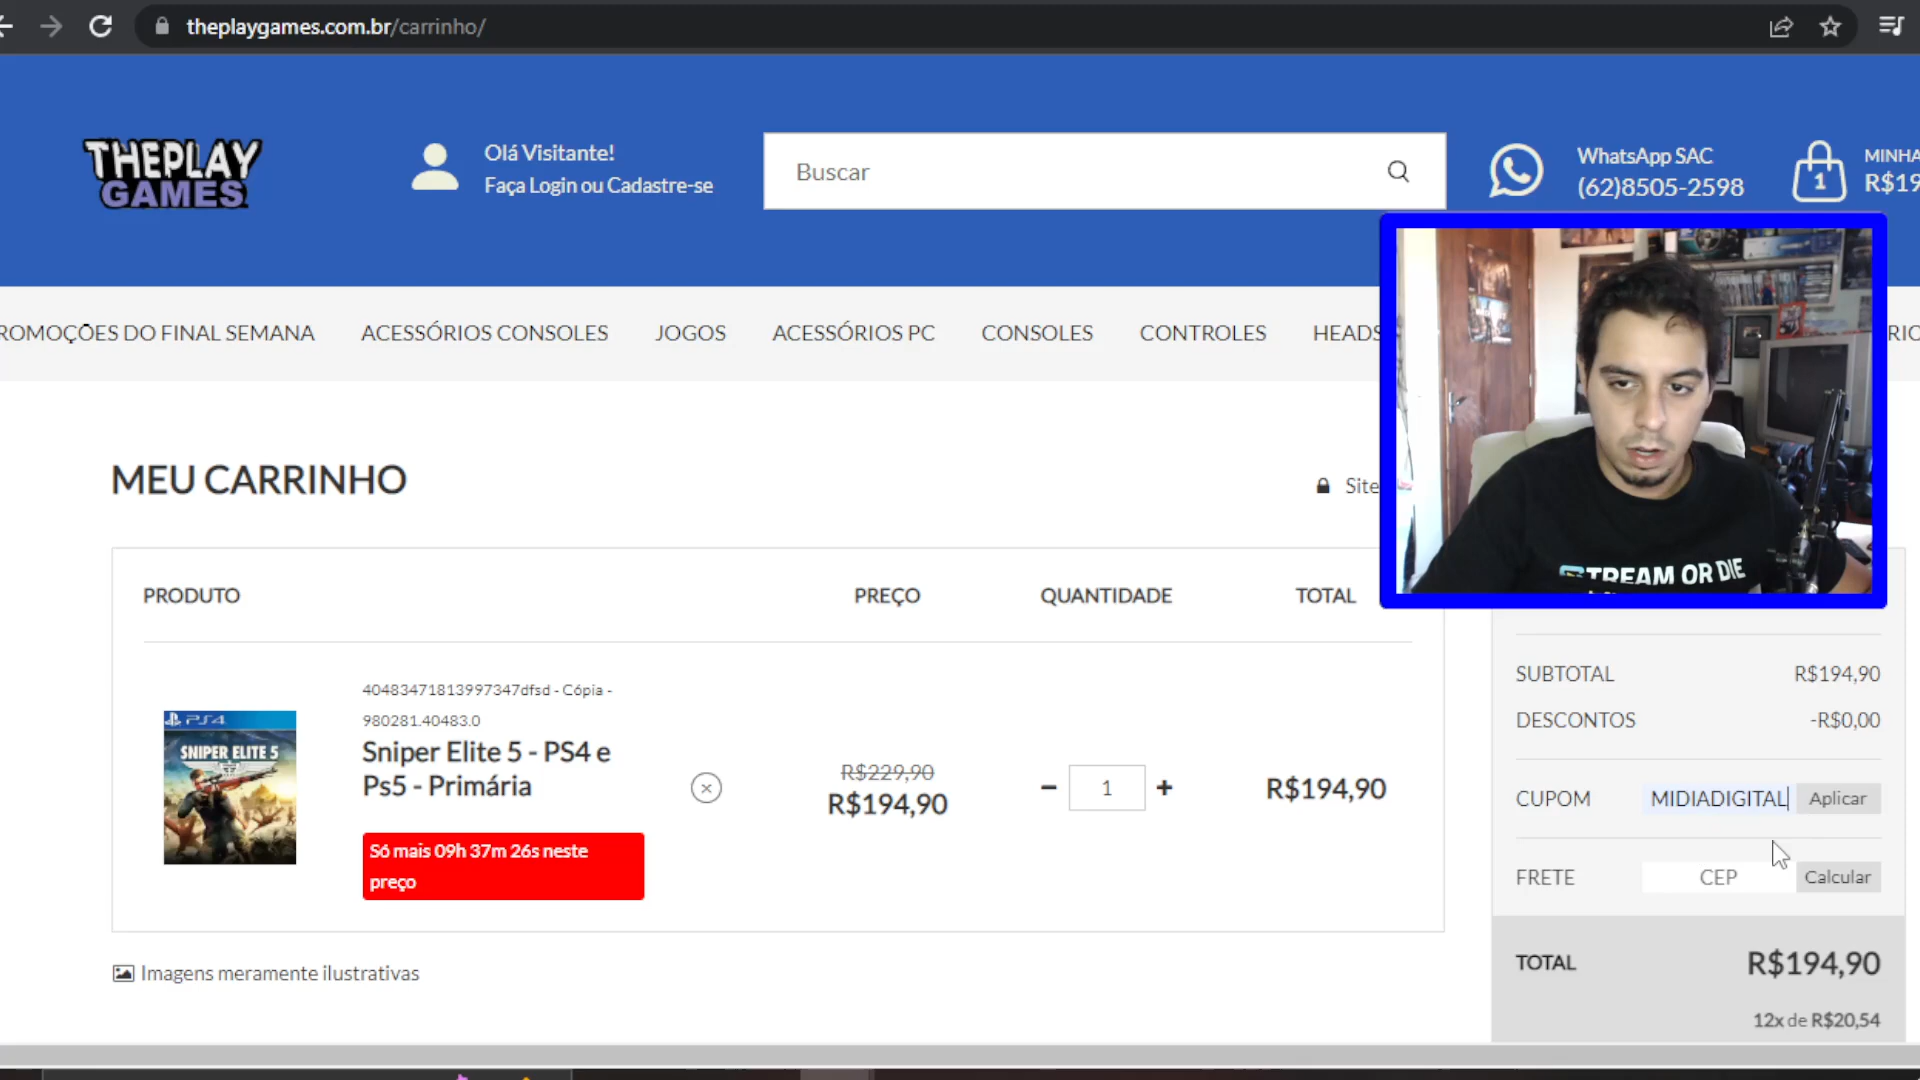 theplaygames.com.br/carrinho/
THEPLAY
GAMES
Olá Visitante!
Faça Login ou Cadastre-se
Buscar
WhatsApp SAC
(62)8505-2598
1
MINHA
R$19
ROMOÇÕES DO FINAL SEMANA
ACESSÓRIOS CONSOLES
JOGOS
ACESSÓRIOS PC
CONSOLES
CONTROLES
HEADS
RIO
MEU CARRINHO
Site
STREAM OR DIE
PRODUTO
PREÇO
QUANTIDADE
TOTAL
PS4
SNIPER ELITE 5
40483471813997347dfsd - Cópia -
980281.40483.0
Sniper Elite 5 - PS4 e
Ps5 - Primária
Só mais 09h 37m 26s neste
preço
R$229,90
R$194,90
1
R$194,90
SUBTOTAL
R$194,90
DESCONTOS
-R$0,00
CUPOM
MIDIADIGITAL
Aplicar
FRETE
CEP
Calcular
TOTAL
R$194,90
12x de R$20,54
Imagens meramente ilustrativas